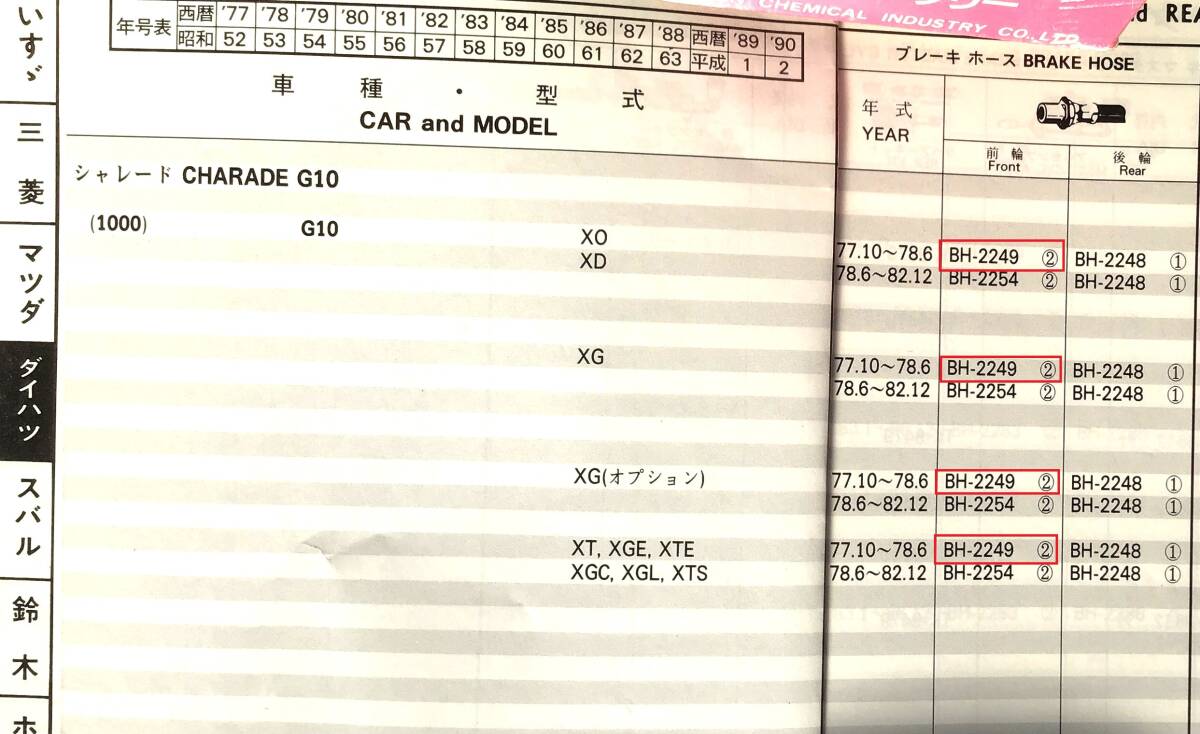 いすゞ
三菱
マツダ
ダイハツ
スバル
鈴木
ホ
年号表 西暦 '77 '78 '79 '80 '81 '82 '83 '84 '85 '86 '87 '88 西暦 '89 '90
昭和 52 53 54 55 56 57 58 59 60 61 62 63 平成 1 2
車種・型式
CAR and MODEL
CHEMICAL INDUSTRY CO.,LTD.
REA
ブレーキ ホース BRAKE HOSE
年式
YEAR
前輪
Front
後輪
Rear
シャレード CHARADE G10
(1000) G10
XO 77.10~78.6 BH-2249 ② BH-2248 ①
XD 78.6~82.12 BH-2254 ② BH-2248 ①
XG 77.10~78.6 BH-2249 ② BH-2248 ①
78.6~82.12 BH-2254 ② BH-2248 ①
XG(オプション) 77.10~78.6 BH-2249 ② BH-2248 ①
78.6~82.12 BH-2254 ② BH-2248 ①
XT, XGE, XTE 77.10~78.6 BH-2249 ② BH-2248 ①
XGC, XGL, XTS 78.6~82.12 BH-2254 ② BH-2248 ①